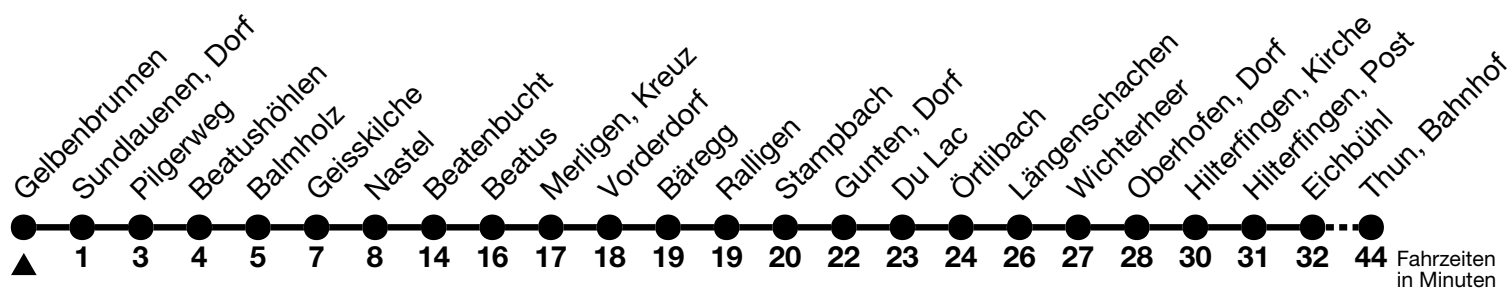 Gelbenbrunnen
Sundlauenen, Dorf
Pilgerweg
Beatushöhlen
Balmholz
Geisskilche
Nastel
Beatenbucht
Beatus
Merligen, Kreuz
Vorderdorf
Bäregg
Ralligen
Stampbach
Gunten, Dorf
Du Lac
Örtlibach
Längenschachen
Wichterheer
Oberhofen, Dorf
Hilterfingen, Kirche
Hilterfingen, Post
Eichbühl
Thun, Bahnhof
1 3 4 5 7 8 14 16 17 18 19 19 20 22 23 24 26 27 28 30 31 32 44 Fahrzeiten
in Minuten